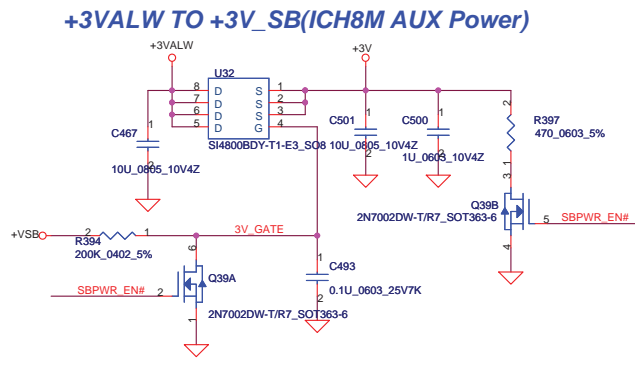 +3VALW TO +3V_SB(ICH8M AUX Power)
+3VALW
+3V
U32
8 D S 1
7 D S 2
6 D S 3
5 D G 4
SI4800BDY-T1-E3_SO8
C467
1
2
10U_0805_10V4Z
C501
1
2
10U_0805_10V4Z
C500
1
2
1U_0603_10V4Z
2
R397
470_0603_5%
1
3
Q39B
2N7002DW-T/R7_SOT363-6
5
SBPWR_EN#
4
+VSB
2
1
R394
200K_0402_5%
3V_GATE
6
Q39A
SBPWR_EN#
2
1
2N7002DW-T/R7_SOT363-6
1
C493
2
0.1U_0603_25V7K